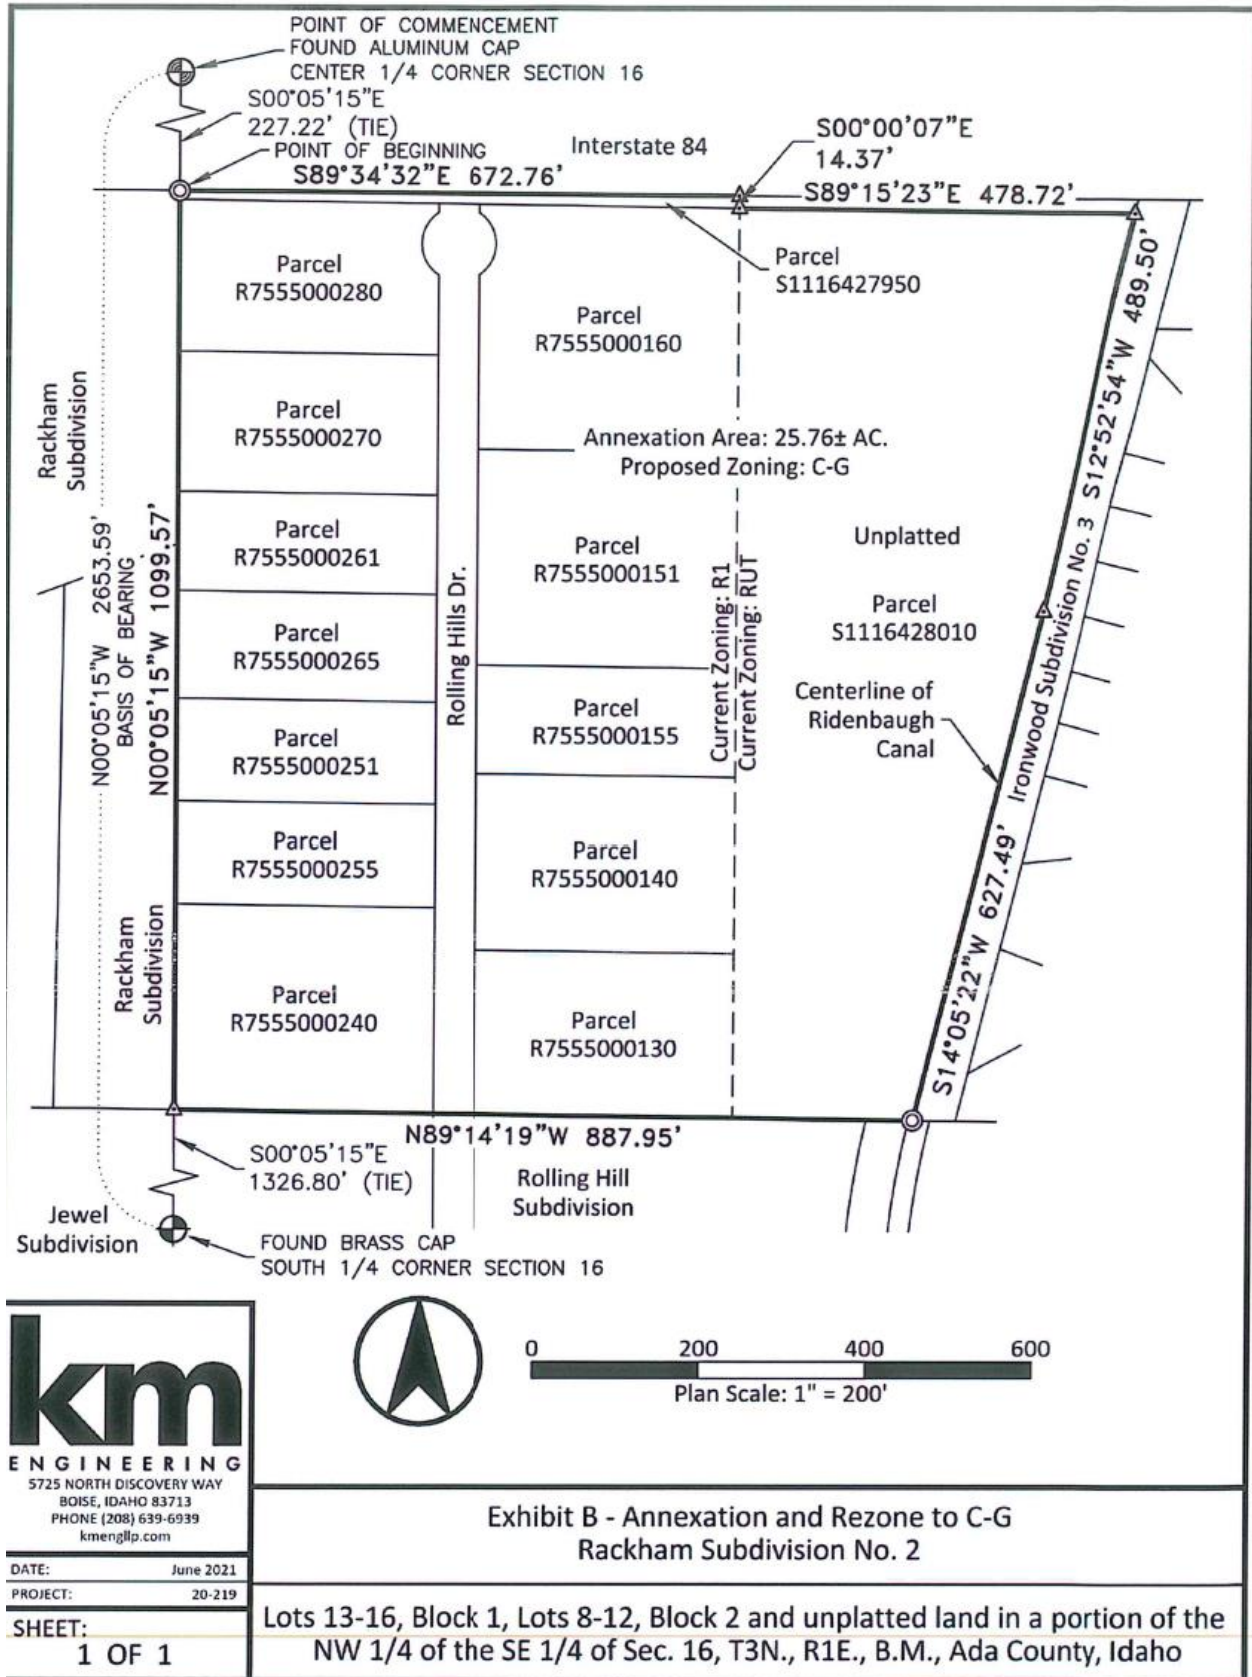 POINT OF COMMENCEMENT
FOUND ALUMINUM CAP
CENTER 1/4 CORNER SECTION 16
S00°05'15"E
227.22' (TIE)
POINT OF BEGINNING
Interstate 84
S00°00'07"E
14.37'
S89°34'32"E 672.76'
S89°15'23"E 478.72'
Parcel
S1116427950
Parcel
R7555000280
Parcel
R7555000160
S12°52'54"W 489.50'
Rackham
Subdivision
Parcel
R7555000270
Annexation Area: 25.76± AC.
Proposed Zoning: C-G
N00°05'15"W 2653.59'
BASIS OF BEARING
N00°05'15"W 1099.57'
Parcel
R7555000261
Rolling Hills Dr.
Parcel
R7555000151
Current Zoning: R1
Current Zoning: RUT
Unplatted
Parcel
S1116428010
Ironwood Subdivision No. 3
Parcel
R7555000265
Centerline of
Ridenbaugh
Canal
Parcel
R7555000251
Parcel
R7555000155
Parcel
R7555000255
Parcel
R7555000140
S14°05'22"W 627.49'
Rackham
Subdivision
Parcel
R7555000240
Parcel
R7555000130
N89°14'19"W 887.95'
S00°05'15"E
1326.80' (TIE)
Rolling Hill
Subdivision
Jewel
Subdivision
FOUND BRASS CAP
SOUTH 1/4 CORNER SECTION 16
0 200 400 600
Plan Scale: 1" = 200'
km
ENGINEERING
5725 NORTH DISCOVERY WAY
BOISE, IDAHO 83713
PHONE (208) 639-6939
kmengllp.com
DATE: June 2021
PROJECT: 20-219
SHEET:
1 OF 1
Exhibit B - Annexation and Rezone to C-G
Rackham Subdivision No. 2
Lots 13-16, Block 1, Lots 8-12, Block 2 and unplatted land in a portion of the
NW 1/4 of the SE 1/4 of Sec. 16, T3N., R1E., B.M., Ada County, Idaho